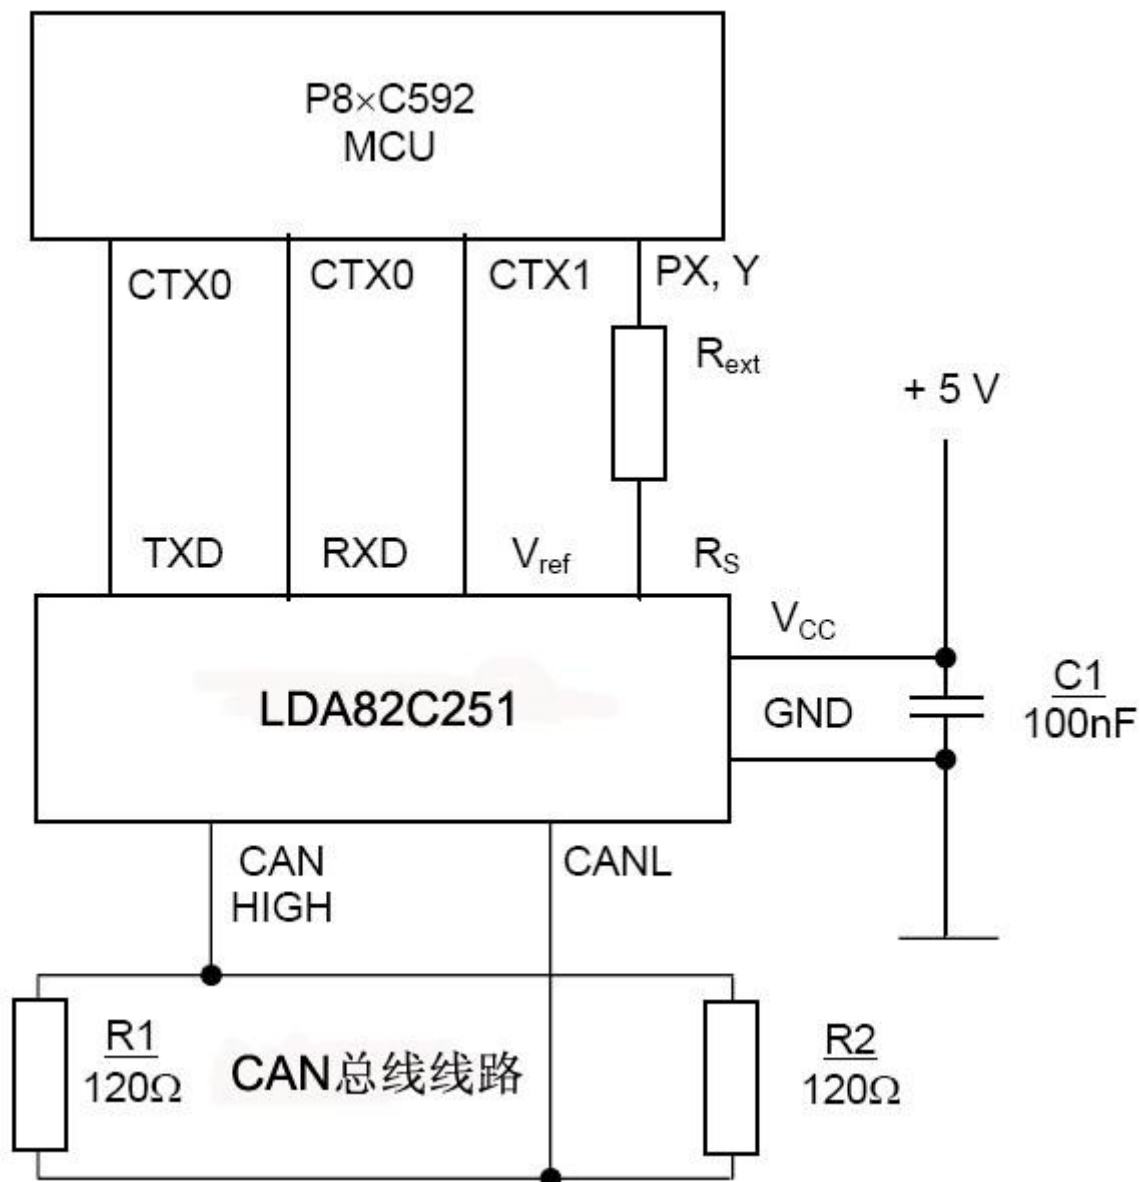 P8×C592
MCU
CTX0
CTX0
CTX1
PX, Y
Rext
+ 5 V
TXD
RXD
Vref
RS
VCC
LDA82C251
GND
C1
100nF
CAN
HIGH
CANL
R1
120Ω
CAN总线线路
R2
120Ω